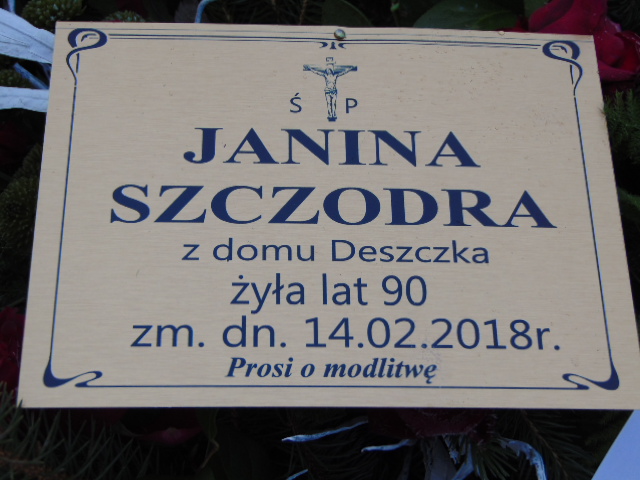 Ś P
JANINA
SZCZODRA
z domu Deszczka
żyła lat 90
zm. dn. 14.02.2018r.
Prosi o modlitwę